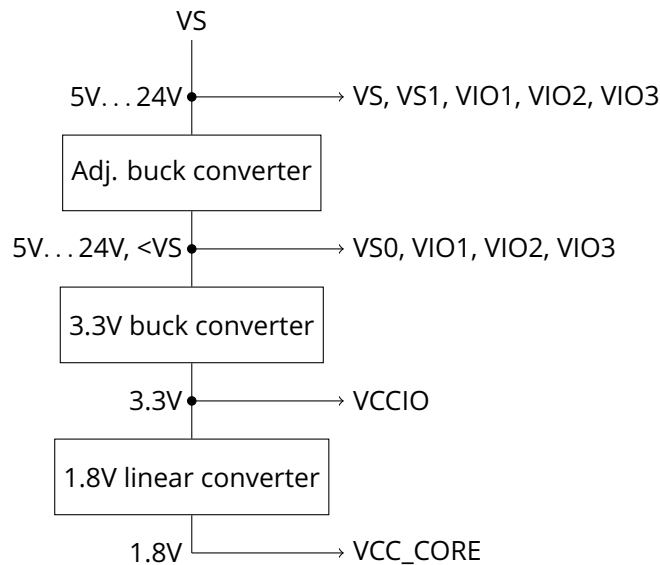 VS
5V...24V VS, VS1, VIO1, VIO2, VIO3
Adj. buck converter
5V...24V, <VS VS0, VIO1, VIO2, VIO3
3.3V buck converter
3.3V VCCIO
1.8V linear converter
1.8V VCC_CORE